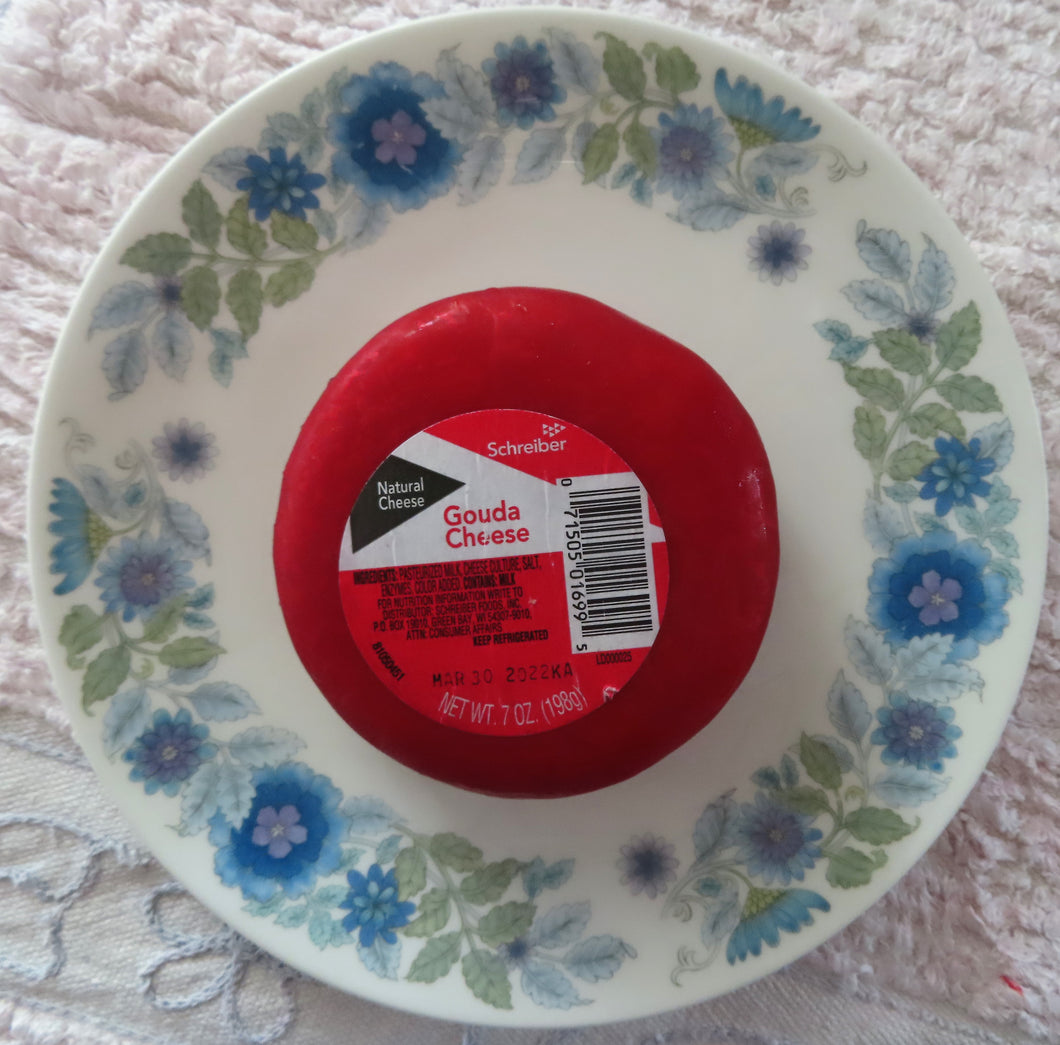 Schreiber
Natural
Cheese
Gouda
Cheese
INGREDIENTS: PASTEURIZED MILK, CHEESE CULTURE, SALT,
ENZYMES, COLOR ADDED. CONTAINS: MILK
FOR NUTRITION INFORMATION WRITE TO
DISTRIBUTOR: SCHREIBER FOODS, INC.
P.O. BOX 19010, GREEN BAY, WI 54307-9010,
ATTN: CONSUMER AFFAIRS
KEEP REFRIGERATED
0 71505 01699 5
81050451
LD000025
MAR 30 2022KA
NET WT. 7 OZ. (198g)